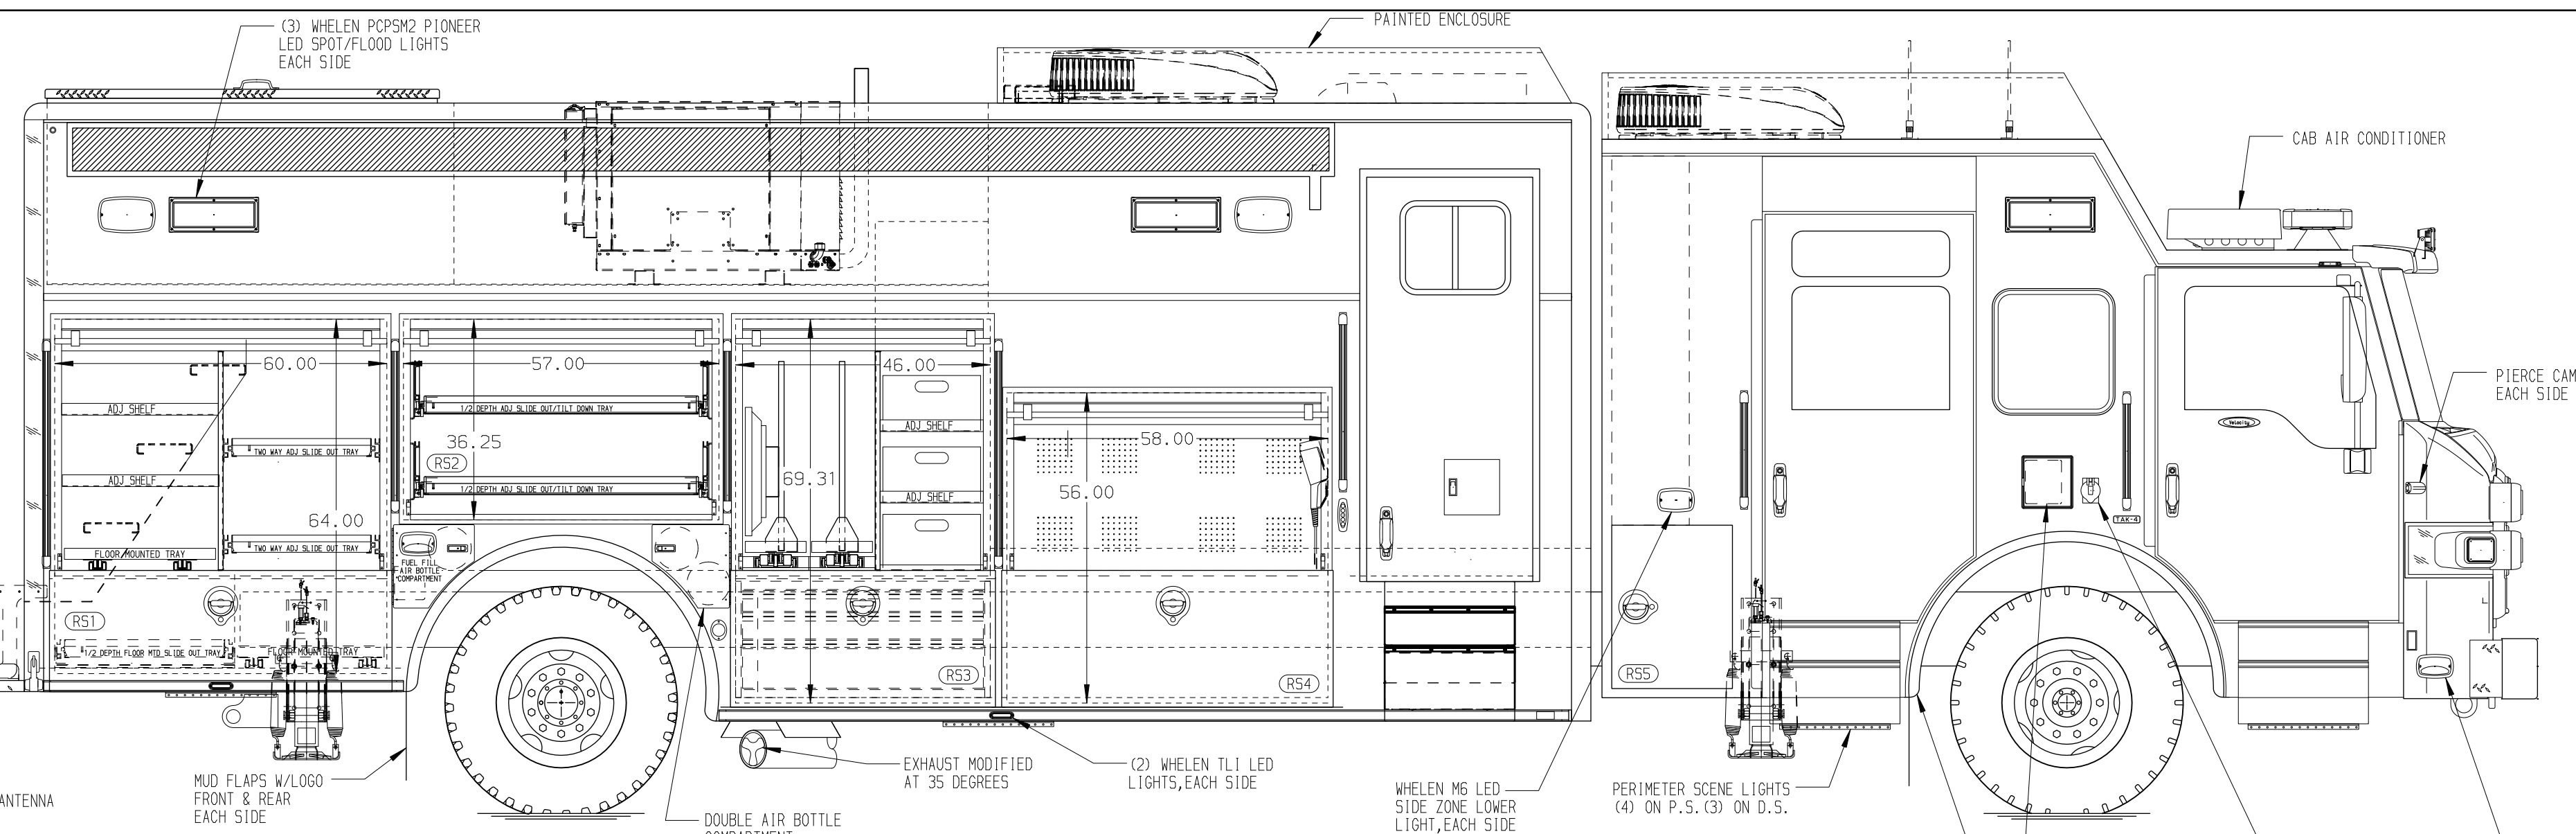 (3) WHELEN PCPSM2 PIONEER
LED SPOT/FLOOD LIGHTS
EACH SIDE
PAINTED ENCLOSURE
CAB AIR CONDITIONER
PIERCE CAM
EACH SIDE
60.00
57.00
46.00
58.00
ADJ SHELF
ADJ SHELF
TWO WAY ADJ SLIDE OUT TRAY
TWO WAY ADJ SLIDE OUT TRAY
64.00
FLOOR MOUNTED TRAY
1/2 DEPTH ADJ SLIDE OUT/TILT DOWN TRAY
36.25
RS2
1/2 DEPTH ADJ SLIDE OUT/TILT DOWN TRAY
FUEL FILL
AIR BOTTLE
COMPARTMENT
69.31
ADJ SHELF
ADJ SHELF
56.00
Velocity
TAK-4
RS1
1/2 DEPTH FLOOR MTD SLIDE OUT TRAY
FLOOR MOUNTED TRAY
RS3
RS4
RS5
ANTENNA
MUD FLAPS W/LOGO
FRONT & REAR
EACH SIDE
DOUBLE AIR BOTTLE
COMPARTMENT
EXHAUST MODIFIED
AT 35 DEGREES
(2) WHELEN TLI LED
LIGHTS,EACH SIDE
WHELEN M6 LED
SIDE ZONE LOWER
LIGHT,EACH SIDE
PERIMETER SCENE LIGHTS
(4) ON P.S.(3) ON D.S.